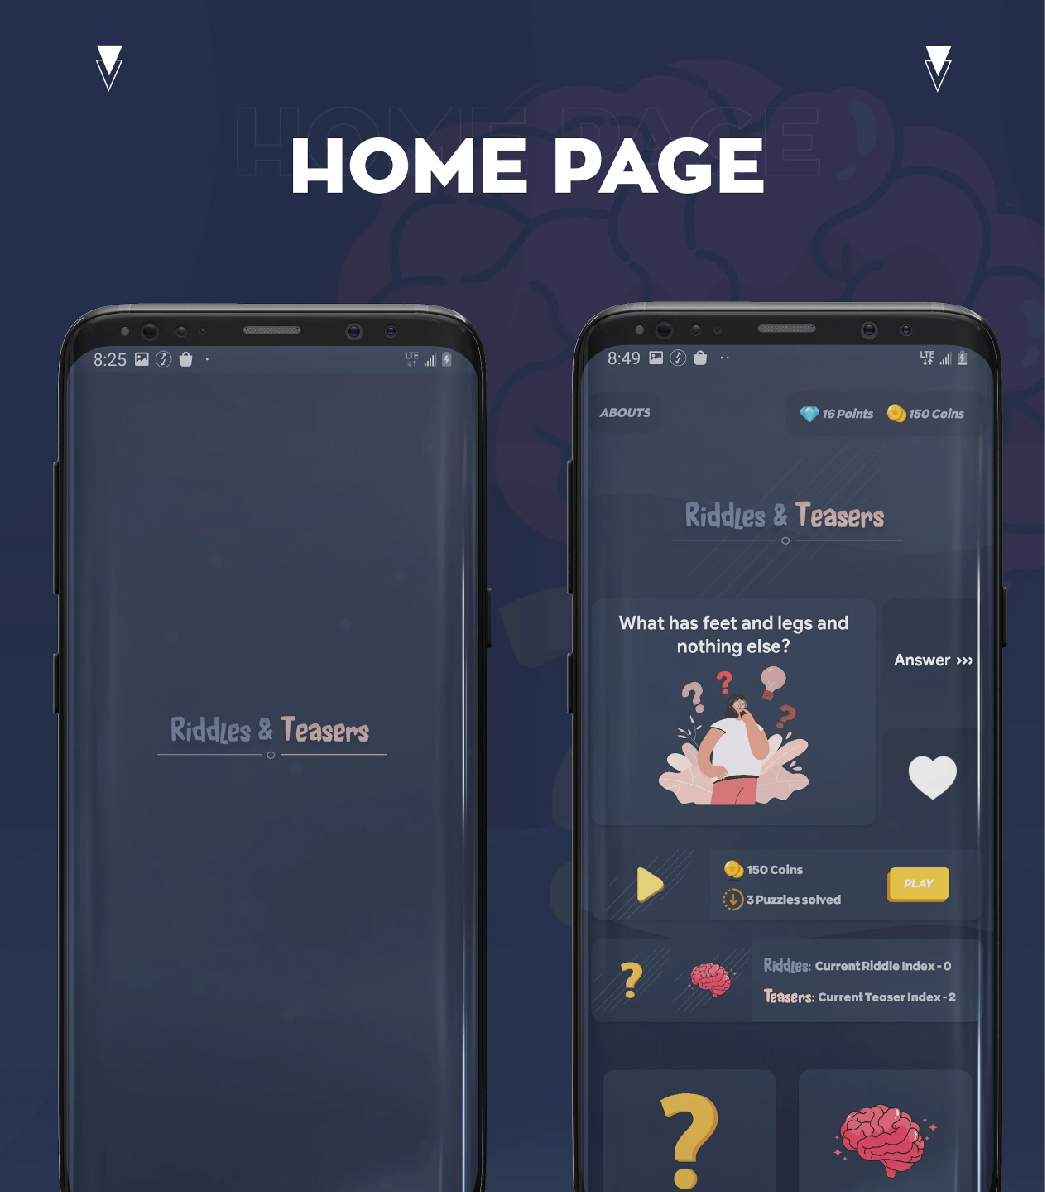 HOME PAGE
HOME PAGE
8:25
LTE
Riddles & Teasers
8:49
LTE
ABOUTS
16 Points
150 Coins
Riddles & Teasers
What has feet and legs and
nothing else?
Answer >>>
150 Coins
3 Puzzles solved
PLAY
Riddles: Current Riddle Index - 0
Teasers: Current Teaser Index - 2